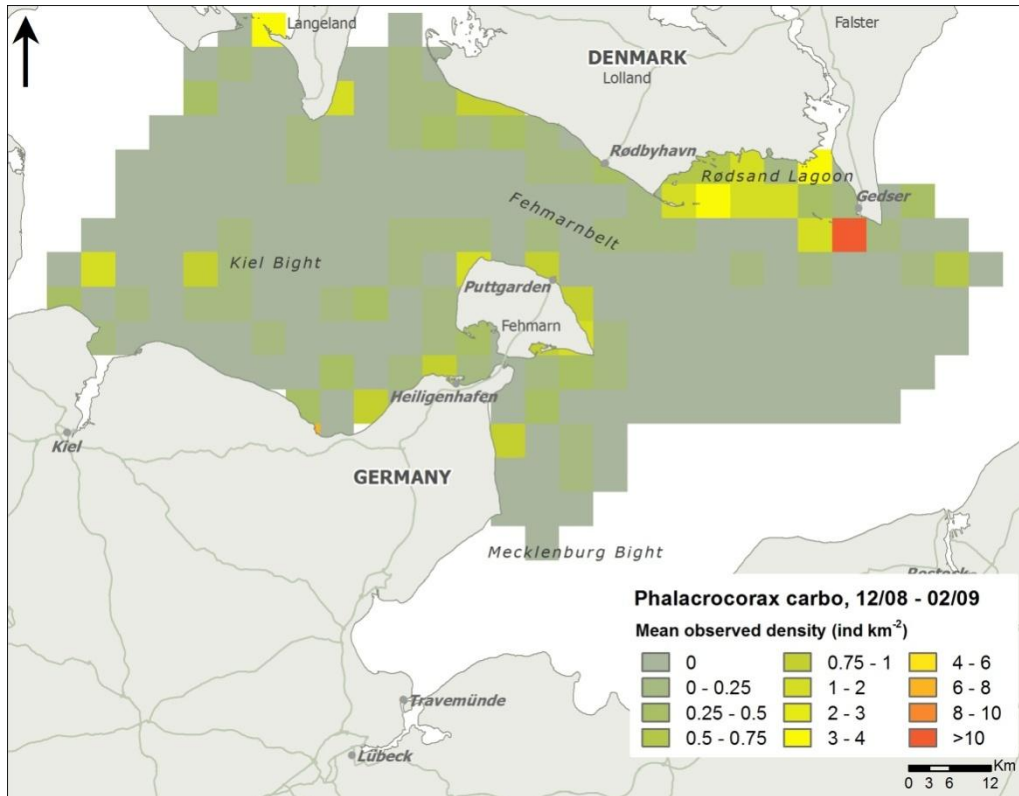 Langeland
Falster
DENMARK
Lolland
Rødbyhavn
Rødsand Lagoon
Gedser
Fehmarnbelt
Kiel Bight
Puttgarden
Fehmarn
Heiligenhafen
Kiel
GERMANY
Mecklenburg Bight
Travemünde
Lübeck
Phalacrocorax carbo, 12/08 - 02/09
Mean observed density (ind km-2)
0
0 - 0.25
0.25 - 0.5
0.5 - 0.75
0.75 - 1
1 - 2
2 - 3
3 - 4
4 - 6
6 - 8
8 - 10
>10
Km
0 3 6 12